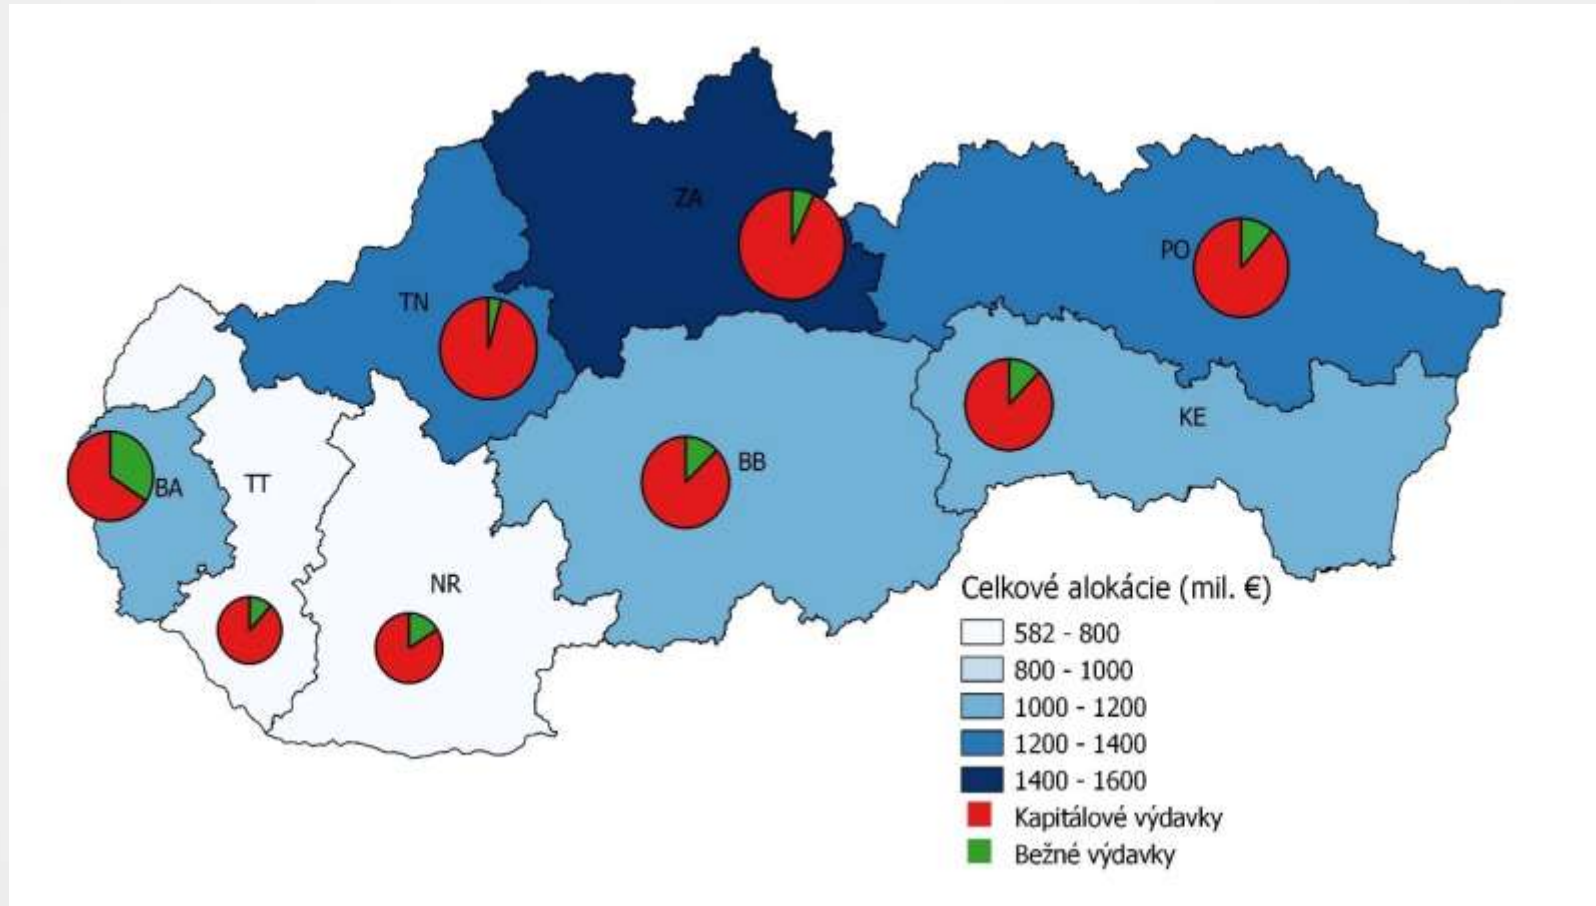 ZA
PO
TN
KE
BB
BA
TT
NR
Celkové alokácie (mil. €)
582 - 800
800 - 1000
1000 - 1200
1200 - 1400
1400 - 1600
Kapitálové výdavky
Bežné výdavky